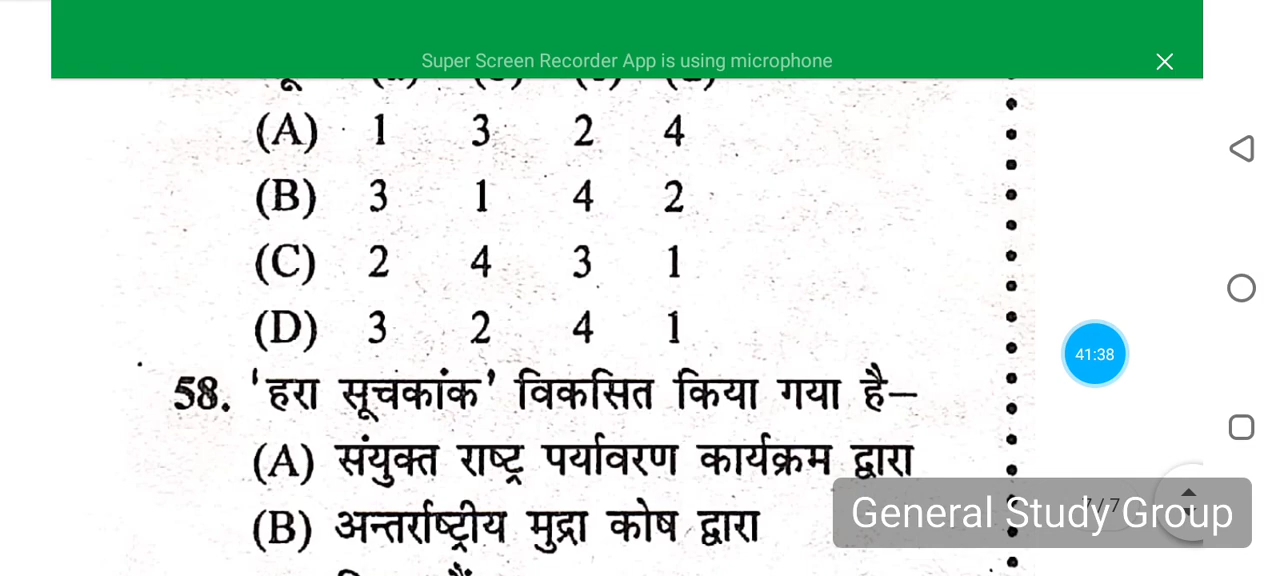 Super Screen Recorder App is using microphone
(A) 1 3 2 4
(B) 3 1 4 2
(C) 2 4 3 1
(D) 3 2 4 1
41:38
58. 'हरा सूचकांक' विकसित किया गया है–
(A) संयुक्त राष्ट्र पर्यावरण कार्यक्रम द्वारा
(B) अन्तर्राष्ट्रीय मुद्रा कोष द्वारा
7/7
General Study Group